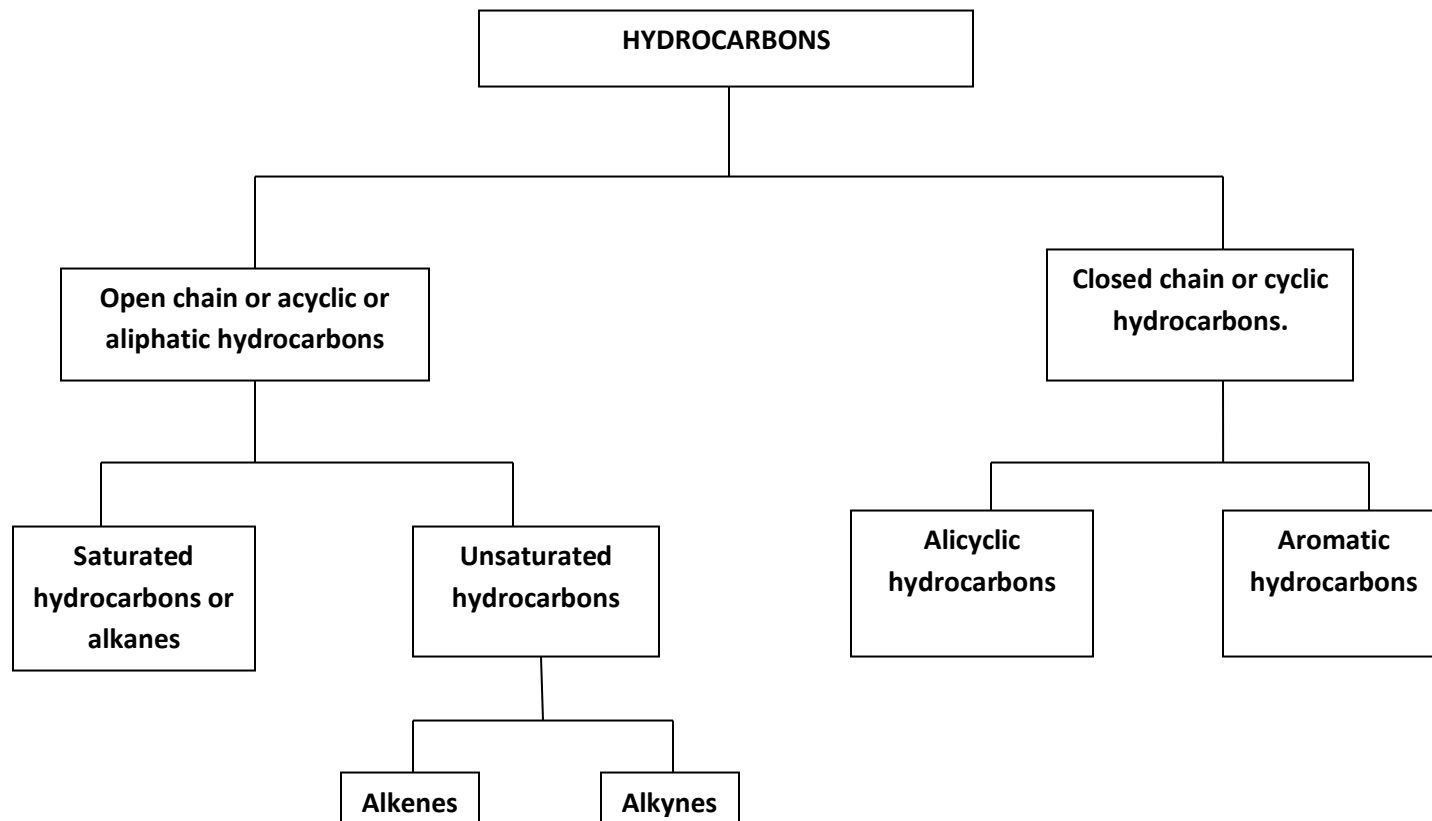 HYDROCARBONS
Open chain or acyclic or
aliphatic hydrocarbons
Closed chain or cyclic
hydrocarbons.
Saturated
hydrocarbons or
alkanes
Unsaturated
hydrocarbons
Alicyclic
hydrocarbons
Aromatic
hydrocarbons
Alkenes
Alkynes